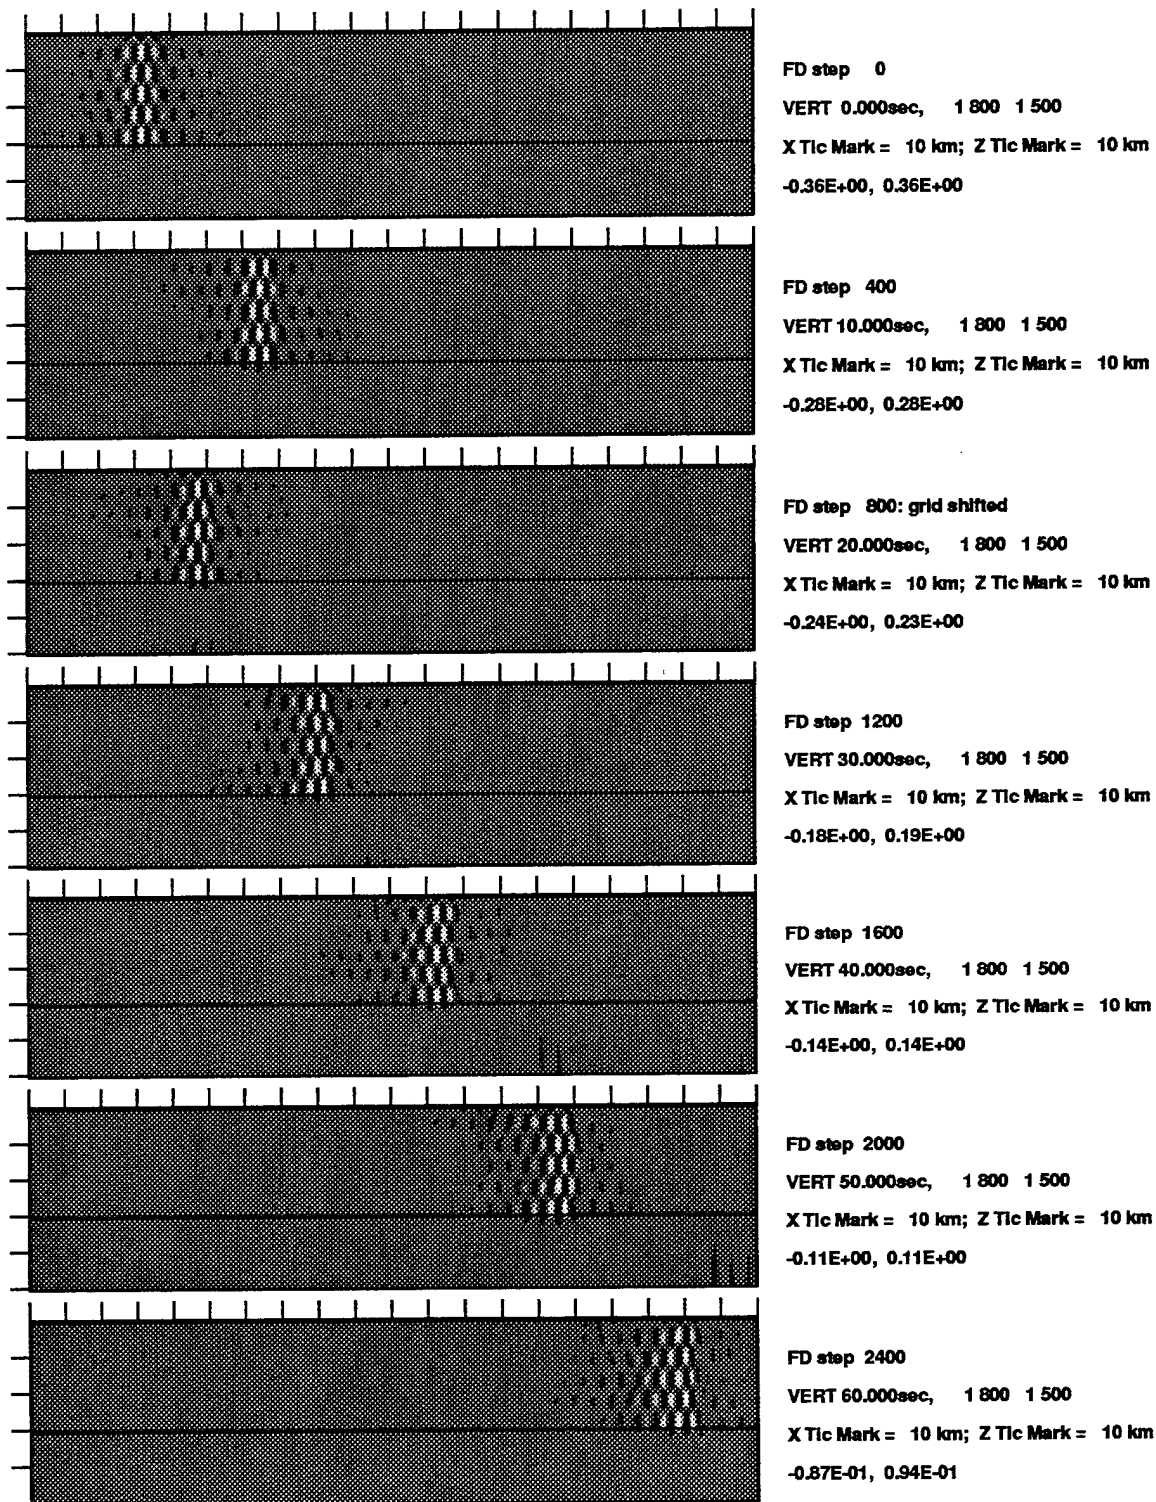 FD step 0
VERT 0.000sec, 1 800 1 500
X Tic Mark = 10 km; Z Tic Mark = 10 km
-0.36E+00, 0.36E+00
FD step 400
VERT 10.000sec, 1 800 1 500
X Tic Mark = 10 km; Z Tic Mark = 10 km
-0.28E+00, 0.28E+00
FD step 800: grid shifted
VERT 20.000sec, 1 800 1 500
X Tic Mark = 10 km; Z Tic Mark = 10 km
-0.24E+00, 0.23E+00
FD step 1200
VERT 30.000sec, 1 800 1 500
X Tic Mark = 10 km; Z Tic Mark = 10 km
-0.18E+00, 0.19E+00
FD step 1600
VERT 40.000sec, 1 800 1 500
X Tic Mark = 10 km; Z Tic Mark = 10 km
-0.14E+00, 0.14E+00
FD step 2000
VERT 50.000sec, 1 800 1 500
X Tic Mark = 10 km; Z Tic Mark = 10 km
-0.11E+00, 0.11E+00
FD step 2400
VERT 60.000sec, 1 800 1 500
X Tic Mark = 10 km; Z Tic Mark = 10 km
-0.87E-01, 0.94E-01